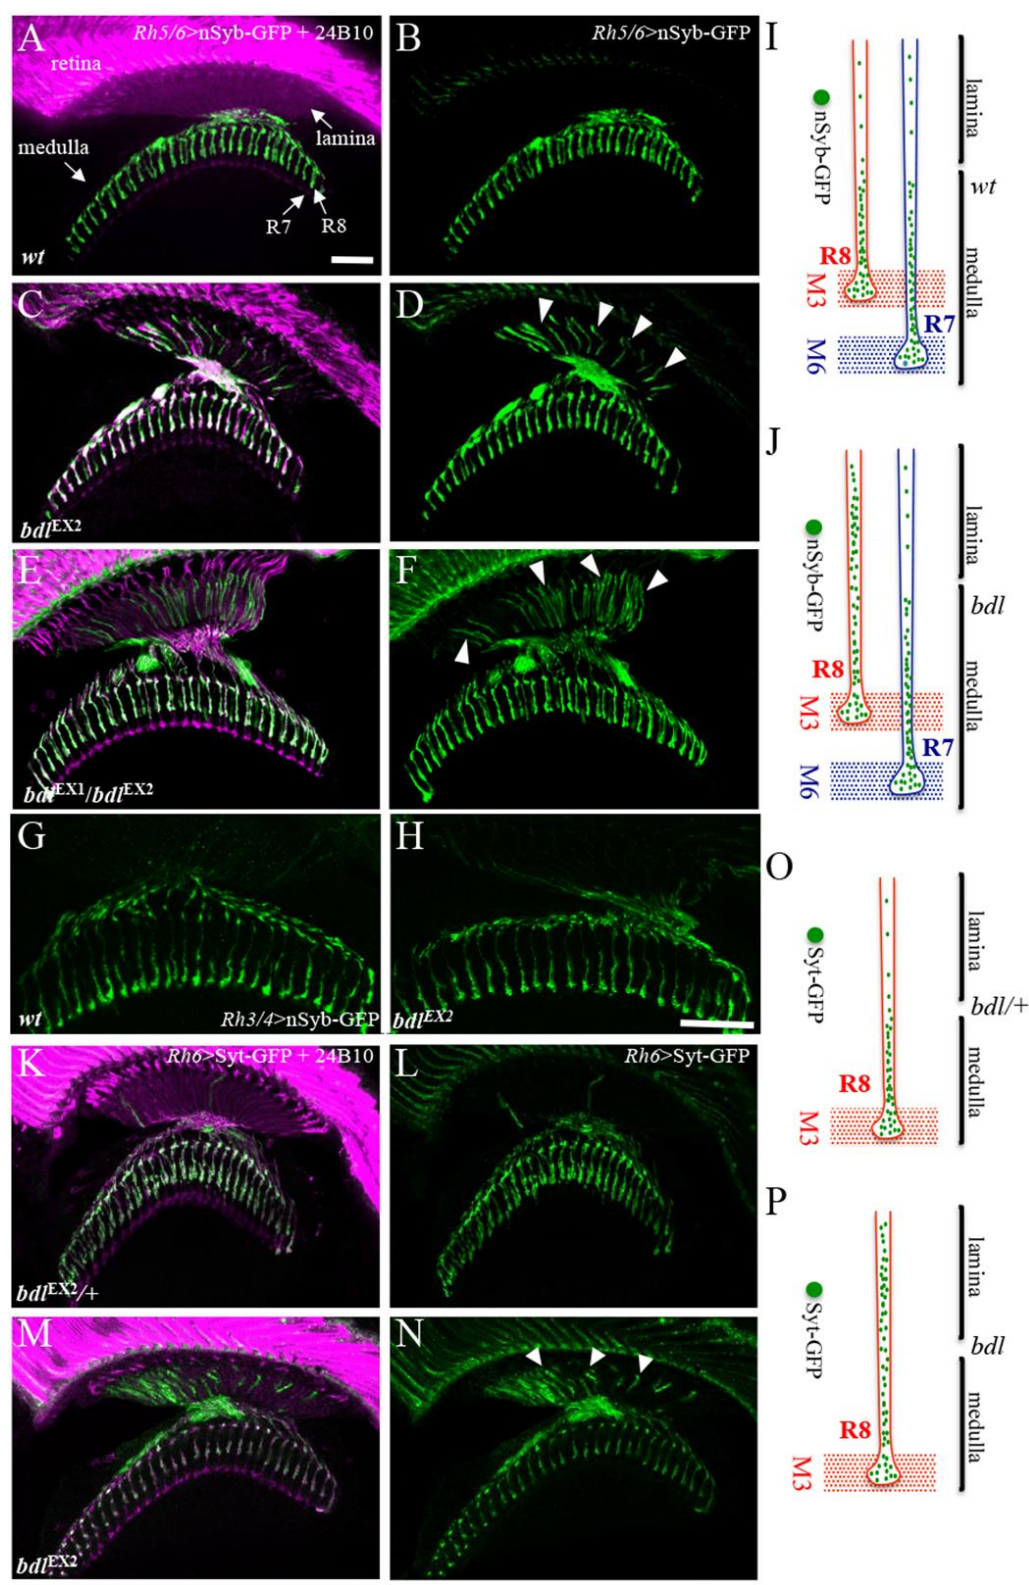 A
Rh5/6>nSyb-GFP + 24B10
retina
lamina
medulla
R7
R8
wt
B
Rh5/6>nSyb-GFP
C
bdlEX2
D
E
bdlEX1/bdlEX2
F
G
wt
Rh3/4>nSyb-GFP
H
bdlEX2
I
nSyb-GFP
lamina
wt
medulla
R8
M3
R7
M6
J
nSyb-GFP
lamina
bdl
medulla
R8
M3
R7
M6
K
Rh6>Syt-GFP + 24B10
bdlEX2/+
L
Rh6>Syt-GFP
M
bdlEX2
N
O
Syt-GFP
lamina
bdl/+
medulla
R8
M3
P
Syt-GFP
lamina
bdl
medulla
R8
M3